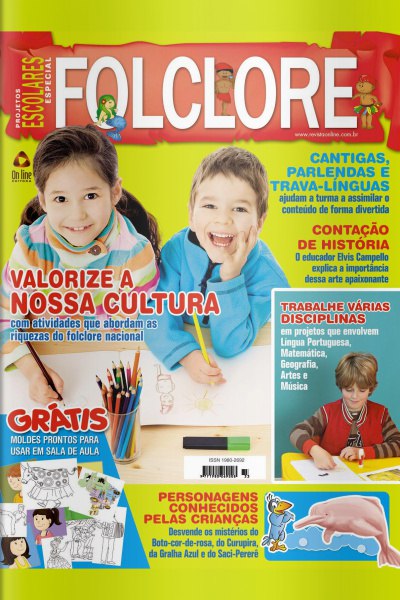 PROJETOS
ESCOLARES
ESPECIAL
FOLCLORE
www.revistaonline.com.br
On line
EDITORA
CANTIGAS,
PARLENDAS E
TRAVA-LÍNGUAS
ajudam a turma a assimilar o
conteúdo de forma divertida
CONTAÇÃO
DE HISTÓRIA
O educador Elvis Campello
explica a importância
dessa arte apaixonante
VALORIZE A
NOSSA CULTURA
com atividades que abordam as
riquezas do folclore nacional
TRABALHE VÁRIAS
DISCIPLINAS
em projetos que envolvem
Língua Portuguesa,
Matemática,
Geografia,
Artes e
Música
GRÁTIS
MOLDES PRONTOS PARA
USAR EM SALA DE AULA
PERSONAGENS
CONHECIDOS
PELAS CRIANÇAS
Desvende os mistérios do
Boto-cor-de-rosa, do Curupira,
da Gralha Azul e do Saci-Pererê